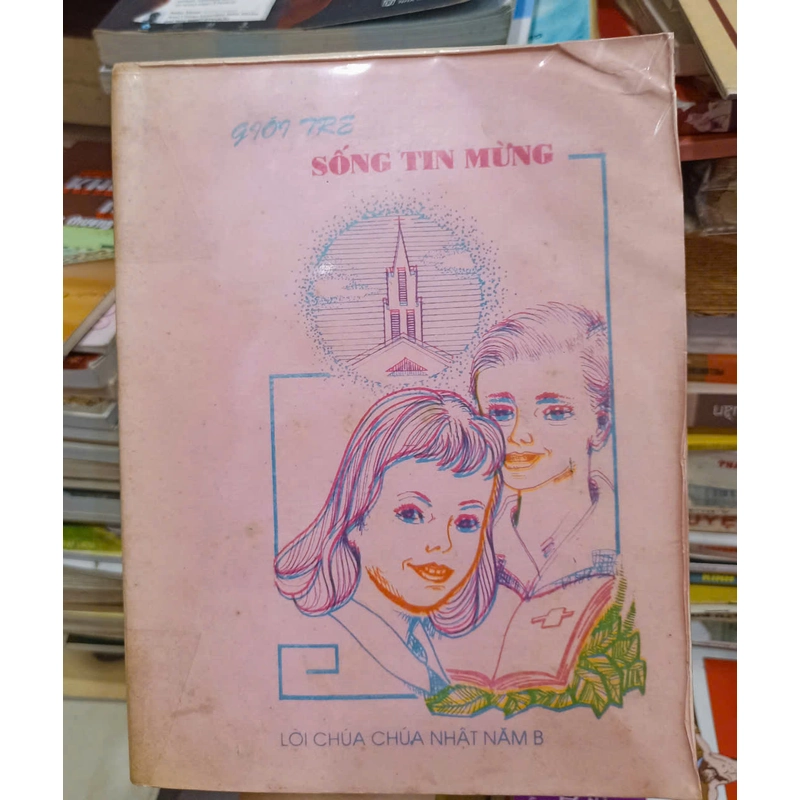 GIỚI TRẺ
SỐNG TIN MỪNG
LỜI CHÚA CHÚA NHẬT NĂM B